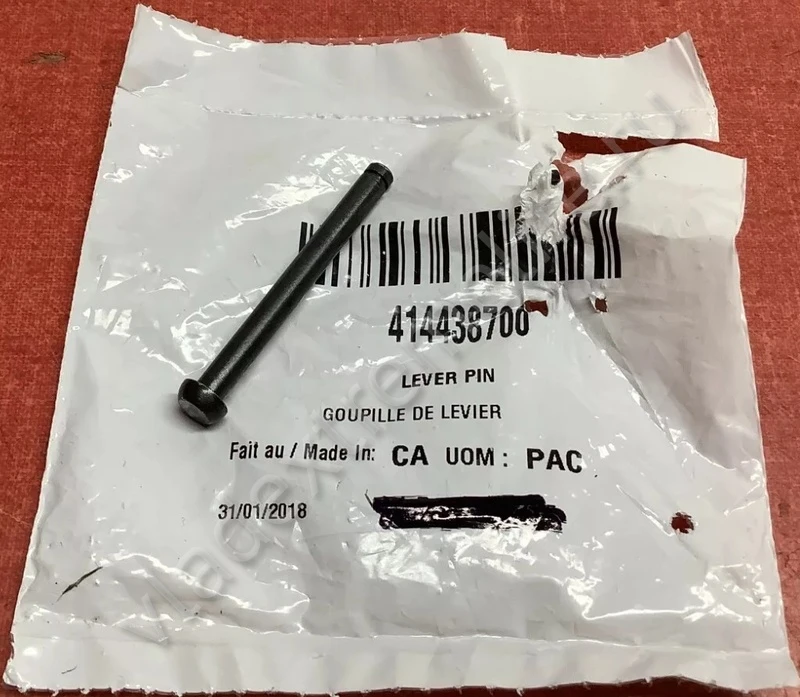 414438700
LEVER PIN
GOUPILLE DE LEVIER
Fait au / Made In: CA UOM : PAC
31/01/2018